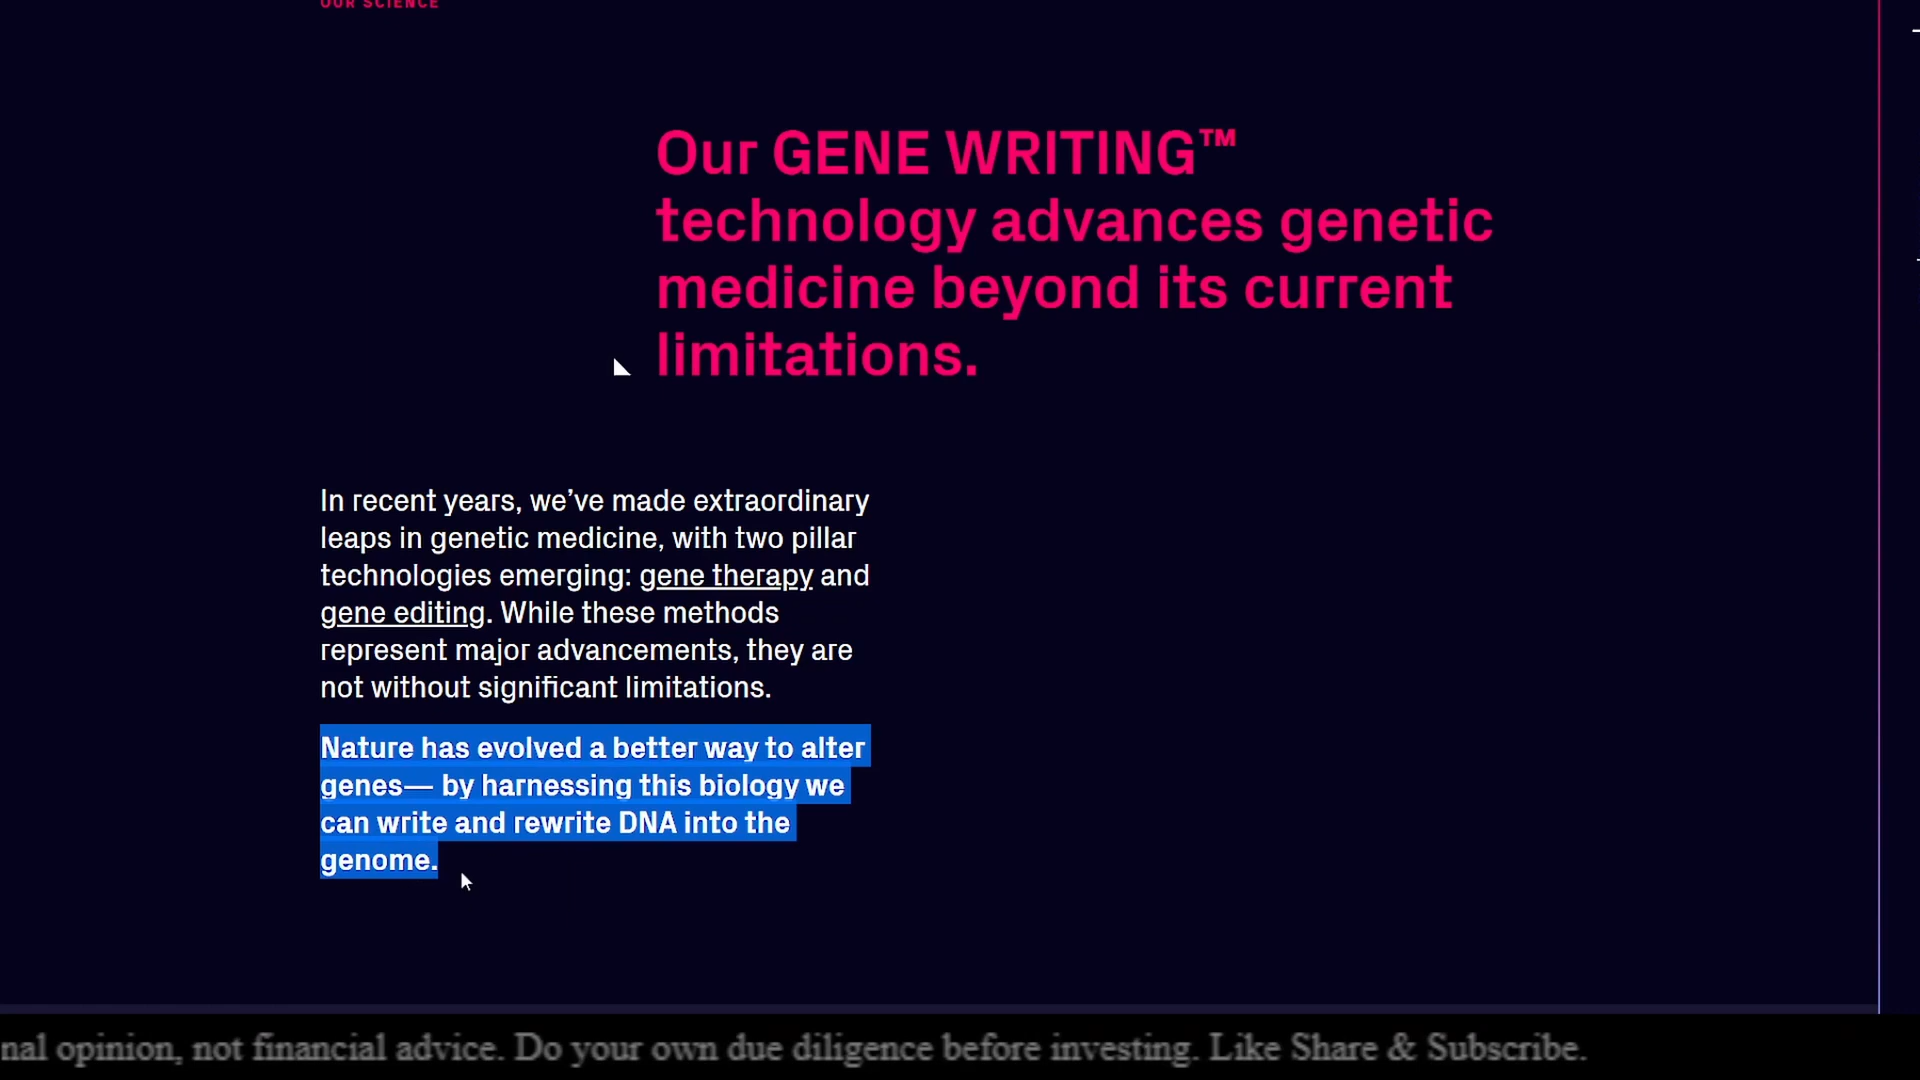 OUR SCIENCE
Our GENE WRITING™
technology advances genetic
medicine beyond its current
limitations.
In recent years, we’ve made extraordinary
leaps in genetic medicine, with two pillar
technologies emerging: gene therapy and
gene editing. While these methods
represent major advancements, they are
not without significant limitations.
Nature has evolved a better way to alter
genes— by harnessing this biology we
can write and rewrite DNA into the
genome.
opinion, not financial advice. Do your own due diligence before investing. Like Share & Subscribe.